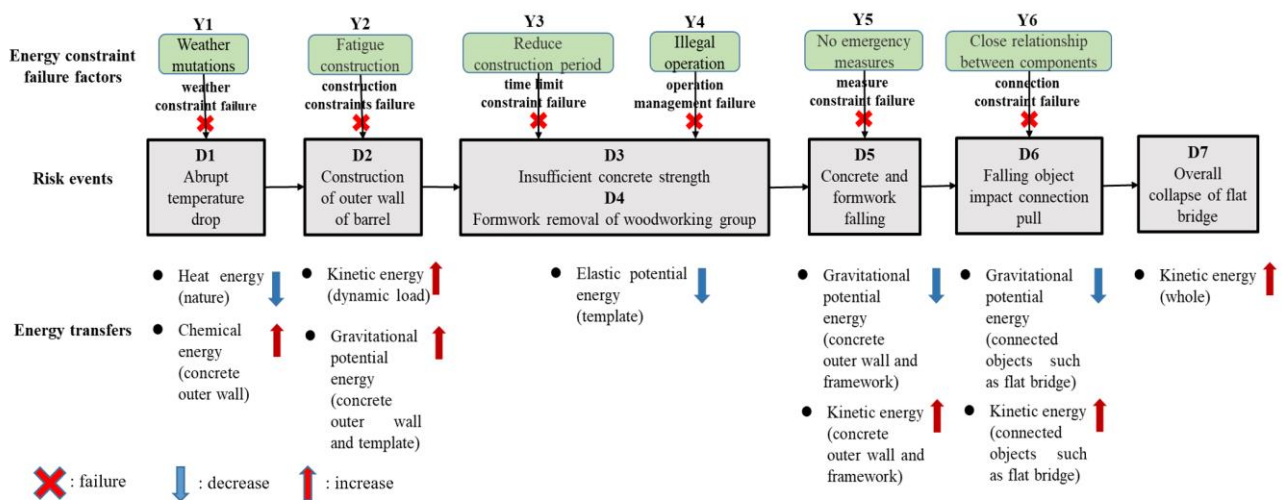 Y1
Y2
Y3
Y4
Y5
Y6
Energy constraint
failure factors
Weather
mutations
Fatigue
construction
Reduce
construction period
Illegal
operation
No emergency
measures
Close relationship
between components
weather
constraint failure
construction
constraints failure
time limit
constraint failure
operation
management failure
measure
constraint failure
connection
constraint failure
Risk events
D1
Abrupt
temperature
drop
D2
Construction
of outer wall
of barrel
D3
Insufficient concrete strength
D4
Formwork removal of woodworking group
D5
Concrete and
formwork
falling
D6
Falling object
impact connection
pull
D7
Overall
collapse of flat
bridge
Energy transfers
● Heat energy
(nature)
● Chemical
energy
(concrete
outer wall)
● Kinetic energy
(dynamic load)
● Gravitational
potential
energy
(concrete
outer wall
and template)
● Elastic potential
energy
(template)
● Gravitational
potential
energy
(concrete
outer wall and
framework)
● Kinetic energy
(concrete
outer wall and
framework)
● Gravitational
potential
energy
(connected
objects such
as flat bridge)
● Kinetic energy
(connected
objects such
as flat bridge)
● Kinetic energy
(whole)
: failure
: decrease
: increase